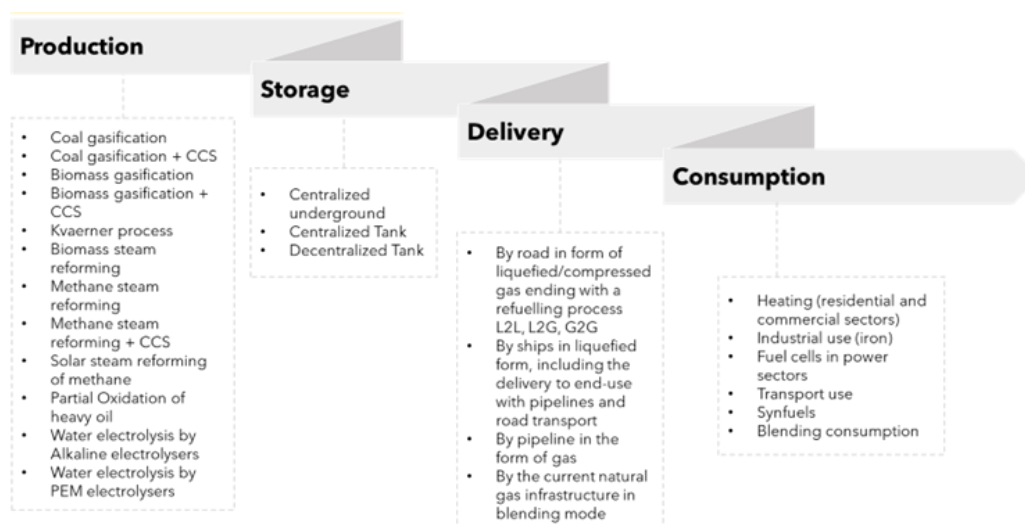 Production
• Coal gasification
• Coal gasification + CCS
• Biomass gasification
• Biomass gasification +
CCS
• Kvaerner process
• Biomass steam
reforming
• Methane steam
reforming
• Methane steam
reforming + CCS
• Solar steam reforming
of methane
• Partial Oxidation of
heavy oil
• Water electrolysis by
Alkaline electrolysers
• Water electrolysis by
PEM electrolysers
Storage
• Centralized
underground
• Centralized Tank
• Decentralized Tank
Delivery
• By road in form of
liquefied/compressed
gas ending with a
refuelling process
L2L, L2G, G2G
• By ships in liquefied
form, including the
delivery to end-use
with pipelines and
road transport
• By pipeline in the
form of gas
• By the current natural
gas infrastructure in
blending mode
Consumption
• Heating (residential and
commercial sectors)
• Industrial use (iron)
• Fuel cells in power
sectors
• Transport use
• Synfuels
• Blending consumption